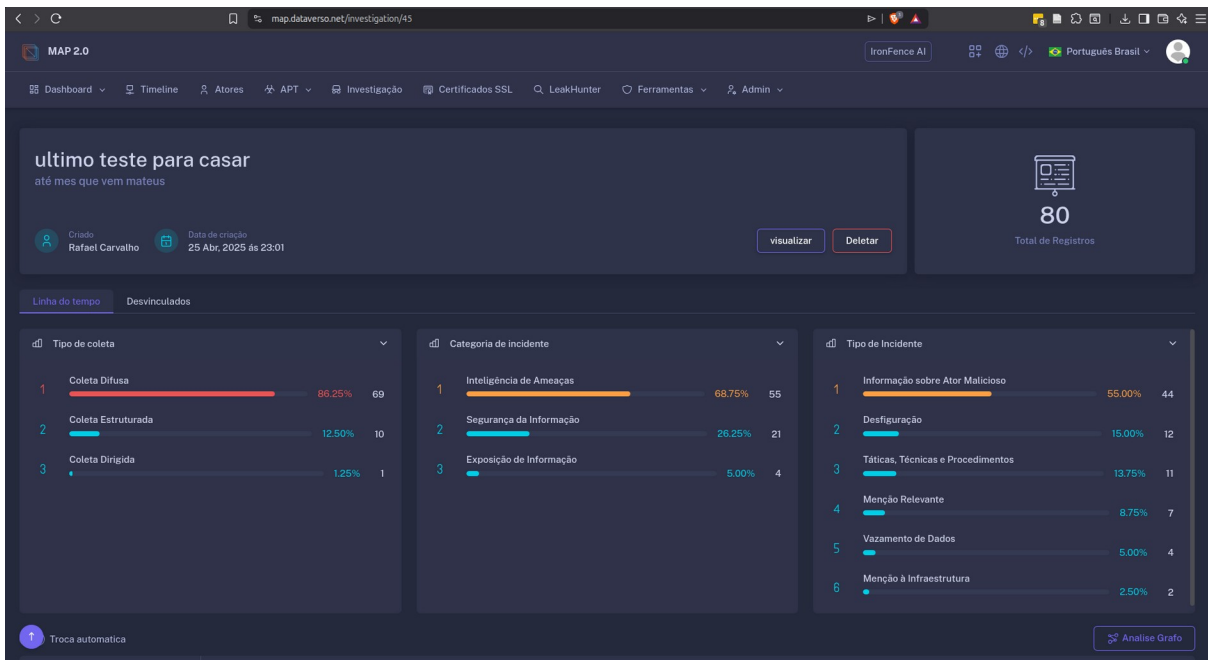 map.dataverso.net/investigation/45
MAP 2.0
IronFence AI
Português Brasil
Dashboard
Timeline
Atores
APT
Investigação
Certificados SSL
LeakHunter
Ferramentas
Admin
ultimo teste para casar
até mes que vem mateus
Criado
Rafael Carvalho
Data de criação
25 Abr, 2025 ás 23:01
visualizar
Deletar
80
Total de Registros
Linha do tempo
Desvinculados
Tipo de coleta
1
Coleta Difusa
86.25% 69
2
Coleta Estruturada
12.50% 10
3
Coleta Dirigida
1.25% 1
Categoria de incidente
1
Inteligência de Ameaças
68.75% 55
2
Segurança da Informação
26.25% 21
3
Exposição de Informação
5.00% 4
Tipo de Incidente
1
Informação sobre Ator Malicioso
55.00% 44
2
Desfiguração
15.00% 12
3
Táticas, Técnicas e Procedimentos
13.75% 11
4
Menção Relevante
8.75% 7
5
Vazamento de Dados
5.00% 4
6
Menção à Infraestrutura
2.50% 2
Troca automatica
Analise Grafo